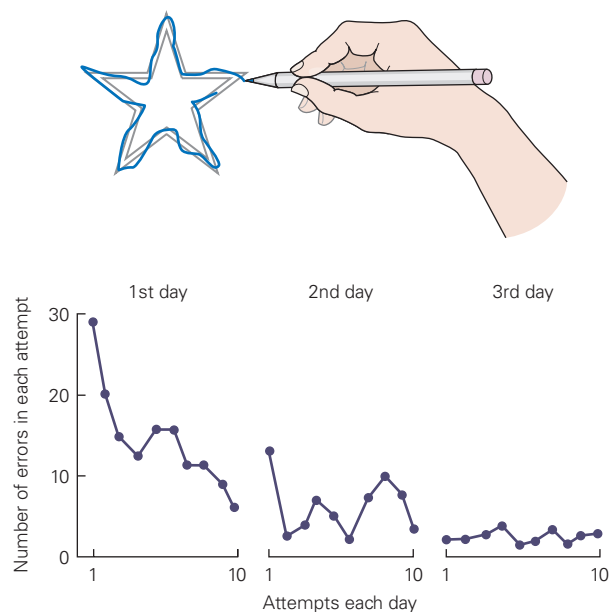 1st day
2nd day
3rd day
Number of errors in each attempt
30
20
10
0
1
10
1
10
1
10
Attempts each day